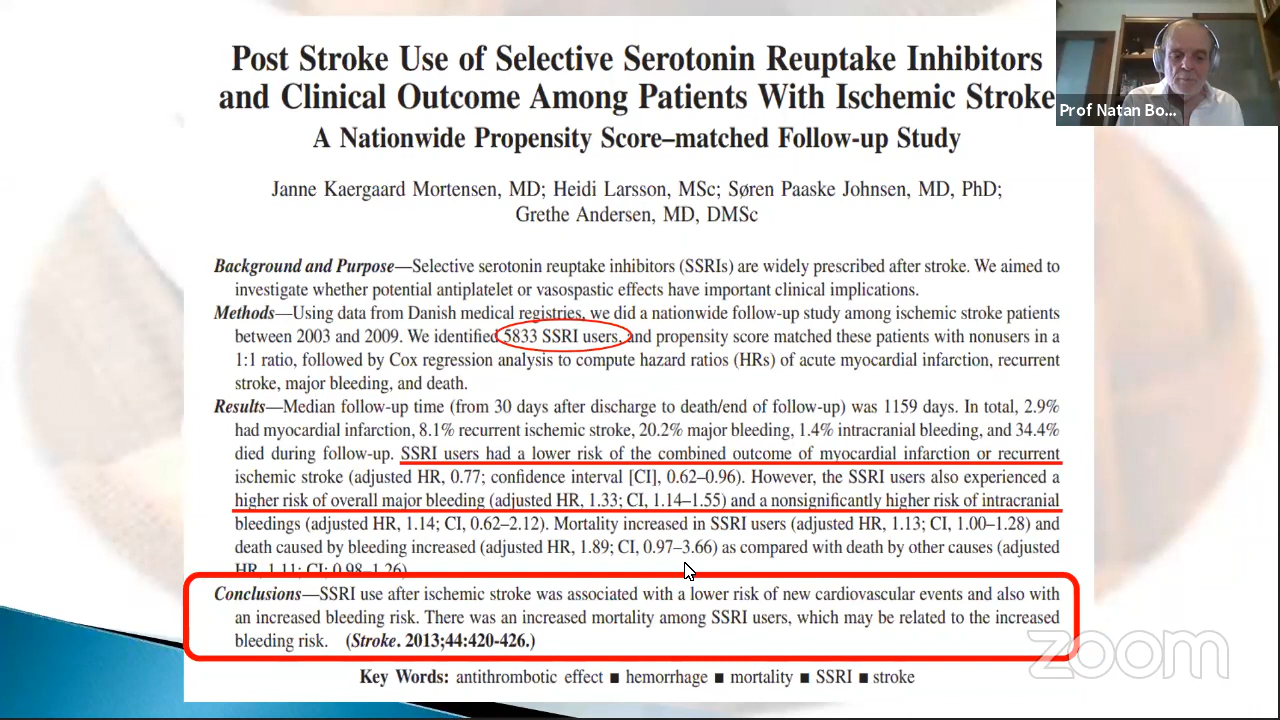 Post Stroke Use of Selective Serotonin Reuptake Inhibitors
and Clinical Outcome Among Patients With Ischemic Stroke
A Nationwide Propensity Score–matched Follow-up Study
Prof Natan Bo...
Janne Kaergaard Mortensen, MD; Heidi Larsson, MSc; Søren Paaske Johnsen, MD, PhD;
Grethe Andersen, MD, DMSc
Background and Purpose—Selective serotonin reuptake inhibitors (SSRIs) are widely prescribed after stroke. We aimed to
investigate whether potential antiplatelet or vasospastic effects have important clinical implications.
Methods—Using data from Danish medical registries, we did a nationwide follow-up study among ischemic stroke patients
between 2003 and 2009. We identified 5833 SSRI users, and propensity score matched these patients with nonusers in a
1:1 ratio, followed by Cox regression analysis to compute hazard ratios (HRs) of acute myocardial infarction, recurrent
stroke, major bleeding, and death.
Results—Median follow-up time (from 30 days after discharge to death/end of follow-up) was 1159 days. In total, 2.9%
had myocardial infarction, 8.1% recurrent ischemic stroke, 20.2% major bleeding, 1.4% intracranial bleeding, and 34.4%
died during follow-up. SSRI users had a lower risk of the combined outcome of myocardial infarction or recurrent
ischemic stroke (adjusted HR, 0.77; confidence interval [CI], 0.62–0.96). However, the SSRI users also experienced a
higher risk of overall major bleeding (adjusted HR, 1.33; CI, 1.14–1.55) and a nonsignificantly higher risk of intracranial
bleedings (adjusted HR, 1.14; CI, 0.62–2.12). Mortality increased in SSRI users (adjusted HR, 1.13; CI, 1.00–1.28) and
death caused by bleeding increased (adjusted HR, 1.89; CI, 0.97–3.66) as compared with death by other causes (adjusted
HR, 1.11; CI; 0.98–1.26).
Conclusions—SSRI use after ischemic stroke was associated with a lower risk of new cardiovascular events and also with
an increased bleeding risk. There was an increased mortality among SSRI users, which may be related to the increased
bleeding risk. (Stroke. 2013;44:420-426.)
zoom
Key Words: antithrombotic effect ■ hemorrhage ■ mortality ■ SSRI ■ stroke